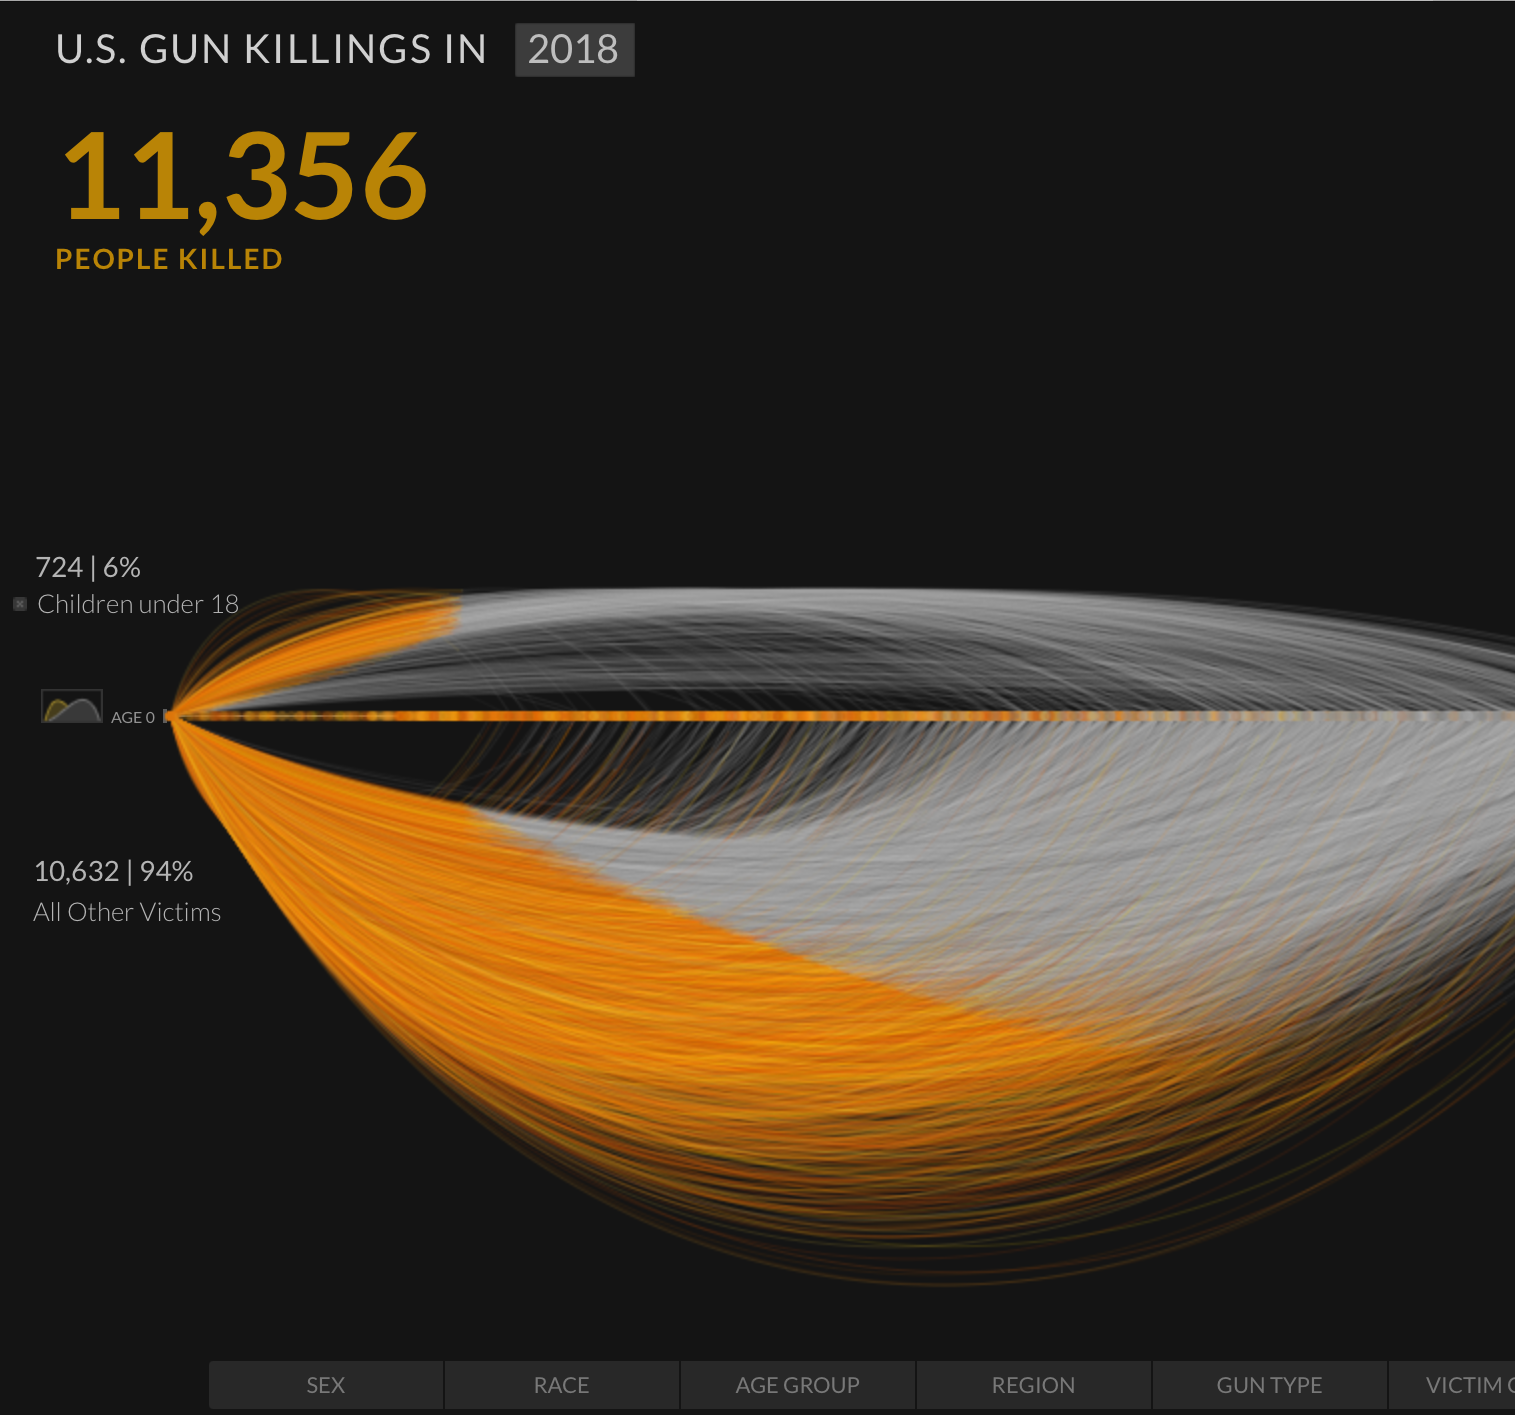 U.S. GUN KILLINGS IN 2018
11,356
PEOPLE KILLED
724 | 6%
Children under 18
AGE 0
10,632 | 94%
All Other Victims
SEX
RACE
AGE GROUP
REGION
GUN TYPE
VICTIM